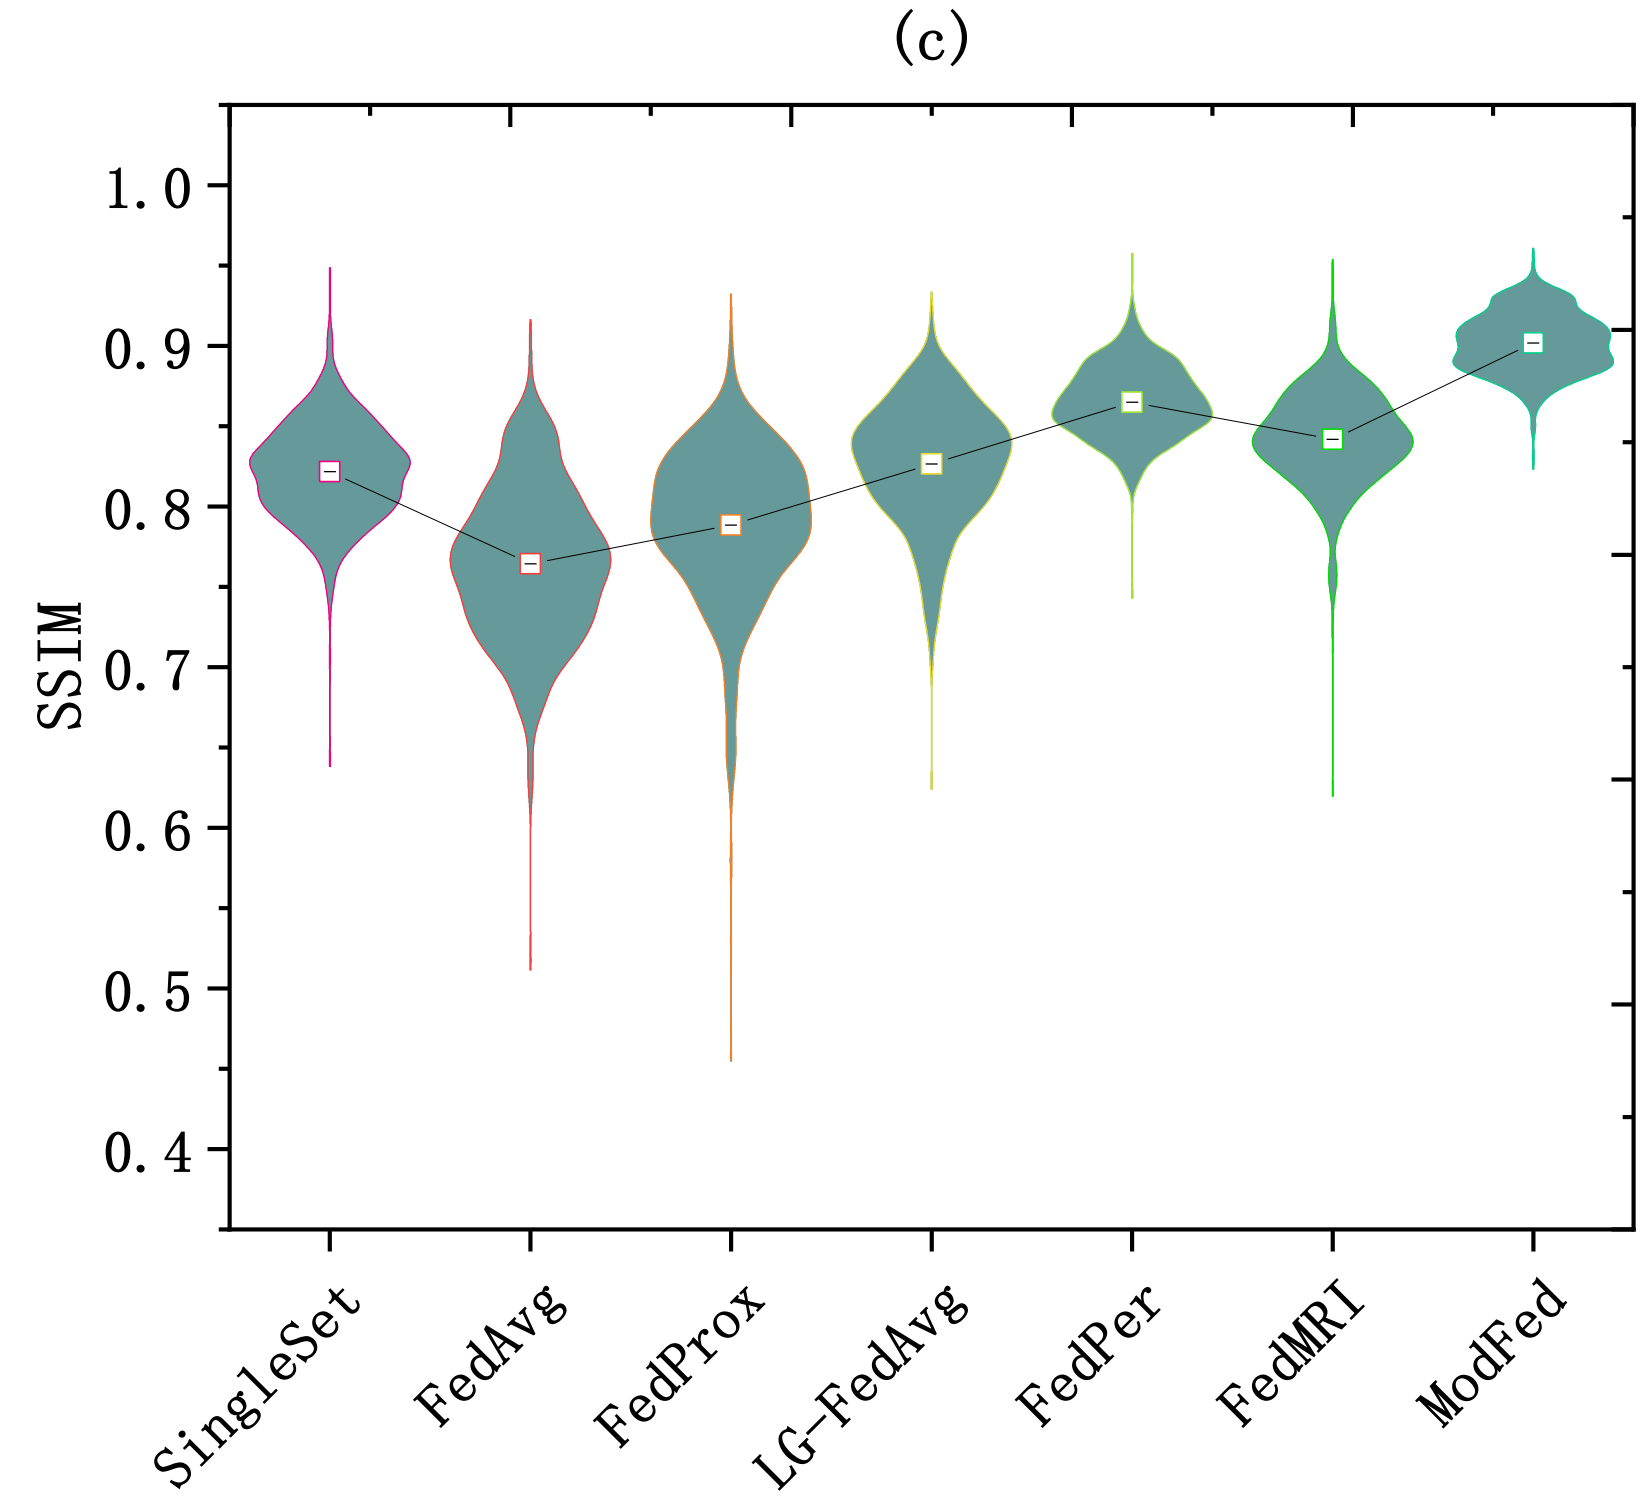 (c)
1.0
0.9
0.8
0.7
0.6
0.5
0.4
SSIM
SingleSet
FedAvg
FedProx
LG-FedAvg
FedPer
FedMRI
ModFed